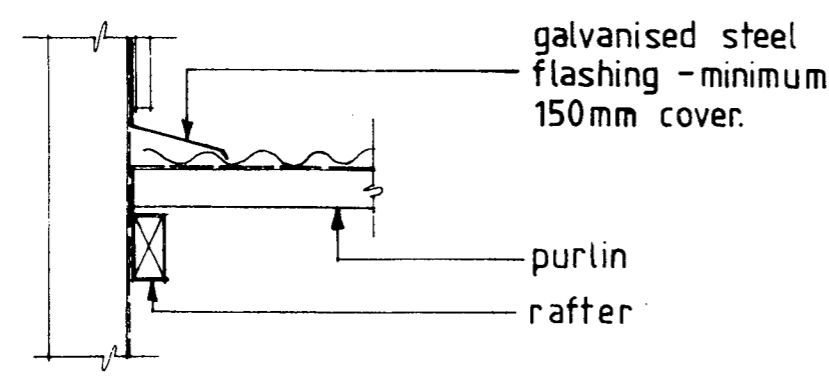 galvanised steel
flashing - minimum
150mm cover.
purlin
rafter